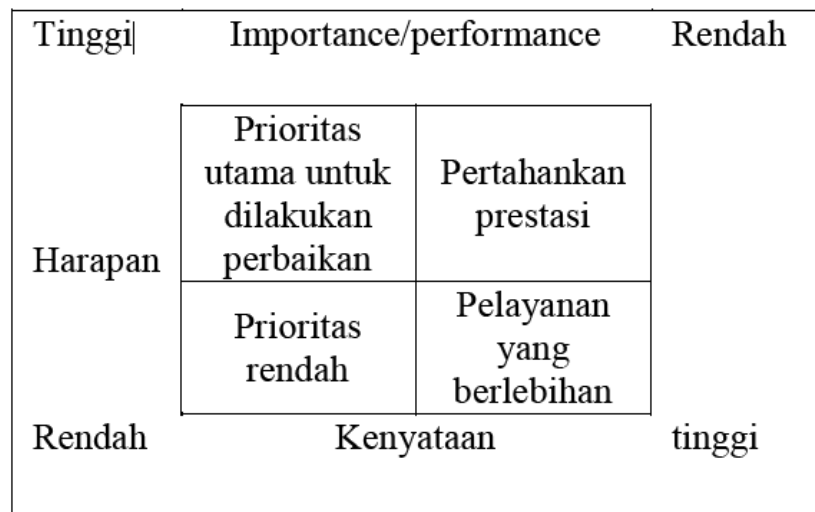 Tinggi Importance/performance Rendah
Prioritas
utama untuk
dilakukan
perbaikan
Pertahankan
prestasi
Harapan
Prioritas
rendah
Pelayanan
yang
berlebihan
Rendah Kenyataan tinggi